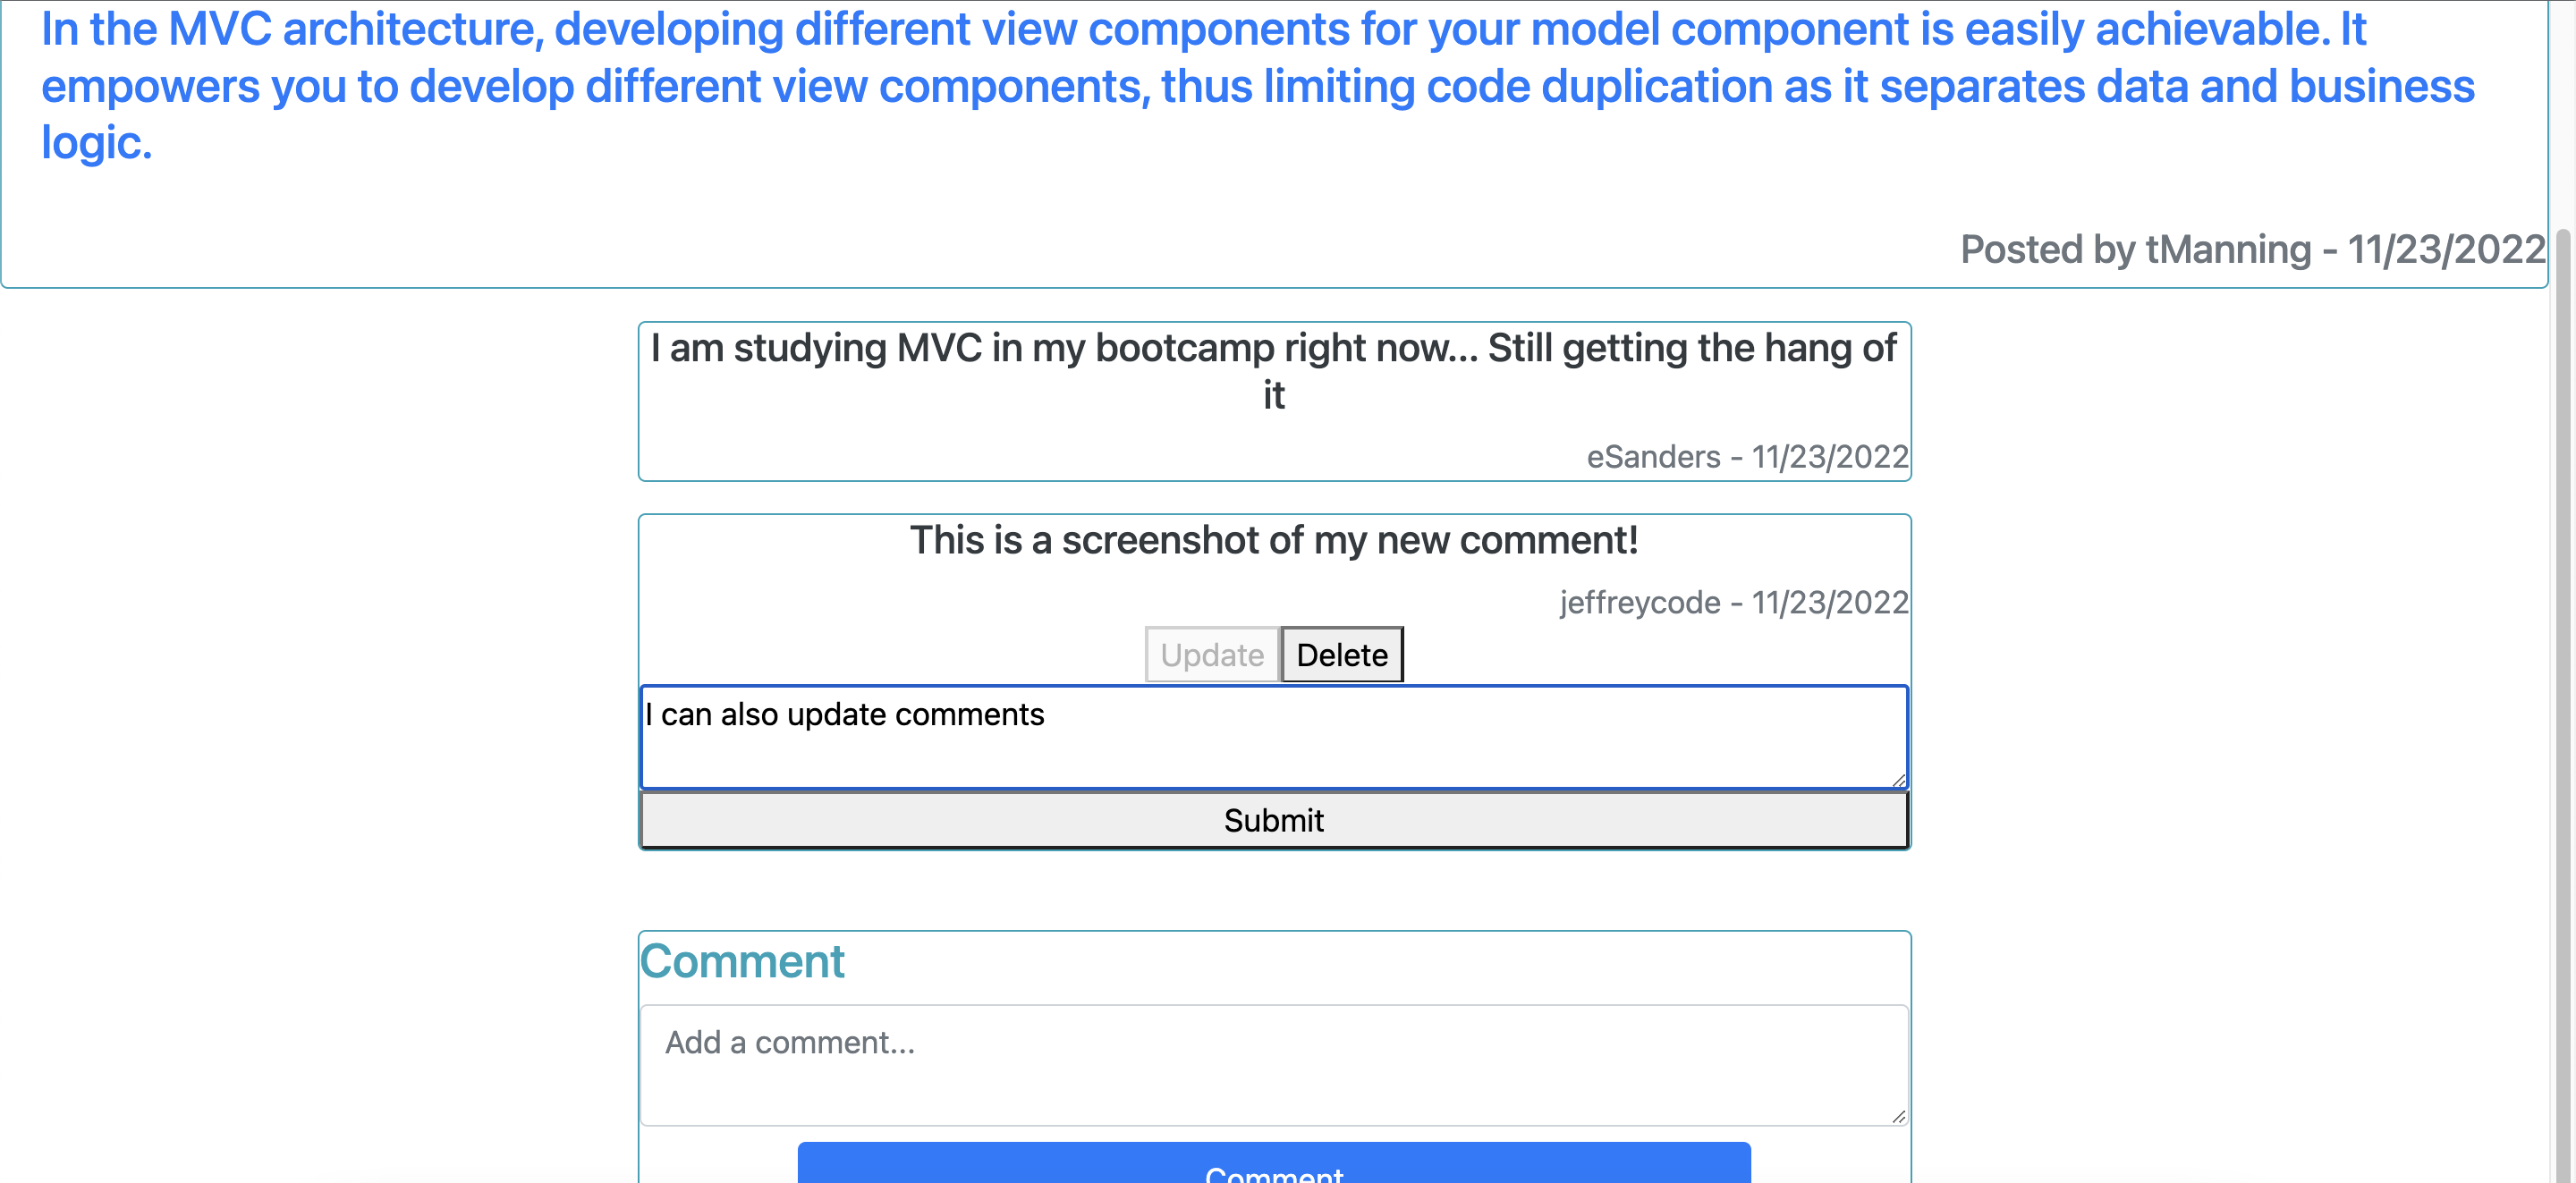 In the MVC architecture, developing different view components for your model component is easily achievable. It
empowers you to develop different view components, thus limiting code duplication as it separates data and business
logic.
Posted by tManning - 11/23/2022
I am studying MVC in my bootcamp right now... Still getting the hang of
it
eSanders - 11/23/2022
This is a screenshot of my new comment!
jeffreycode - 11/23/2022
Update Delete
I can also update comments
Submit
Comment
Add a comment...
Comment